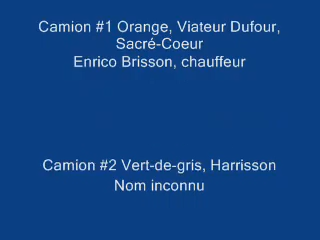 Camion #1 Orange, Viateur Dufour,
Sacré-Coeur
Enrico Brisson, chauffeur
Camion #2 Vert-de-gris, Harrisson
Nom inconnu